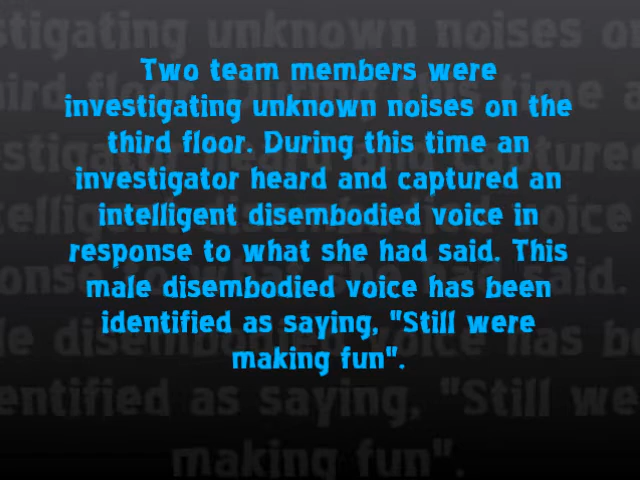 Two team members were
investigating unknown noises on the
third floor. During this time an
investigator heard and captured an
intelligent disembodied voice in
response to what she had said. This
male disembodied voice has been
identified as saying, "Still were
making fun".